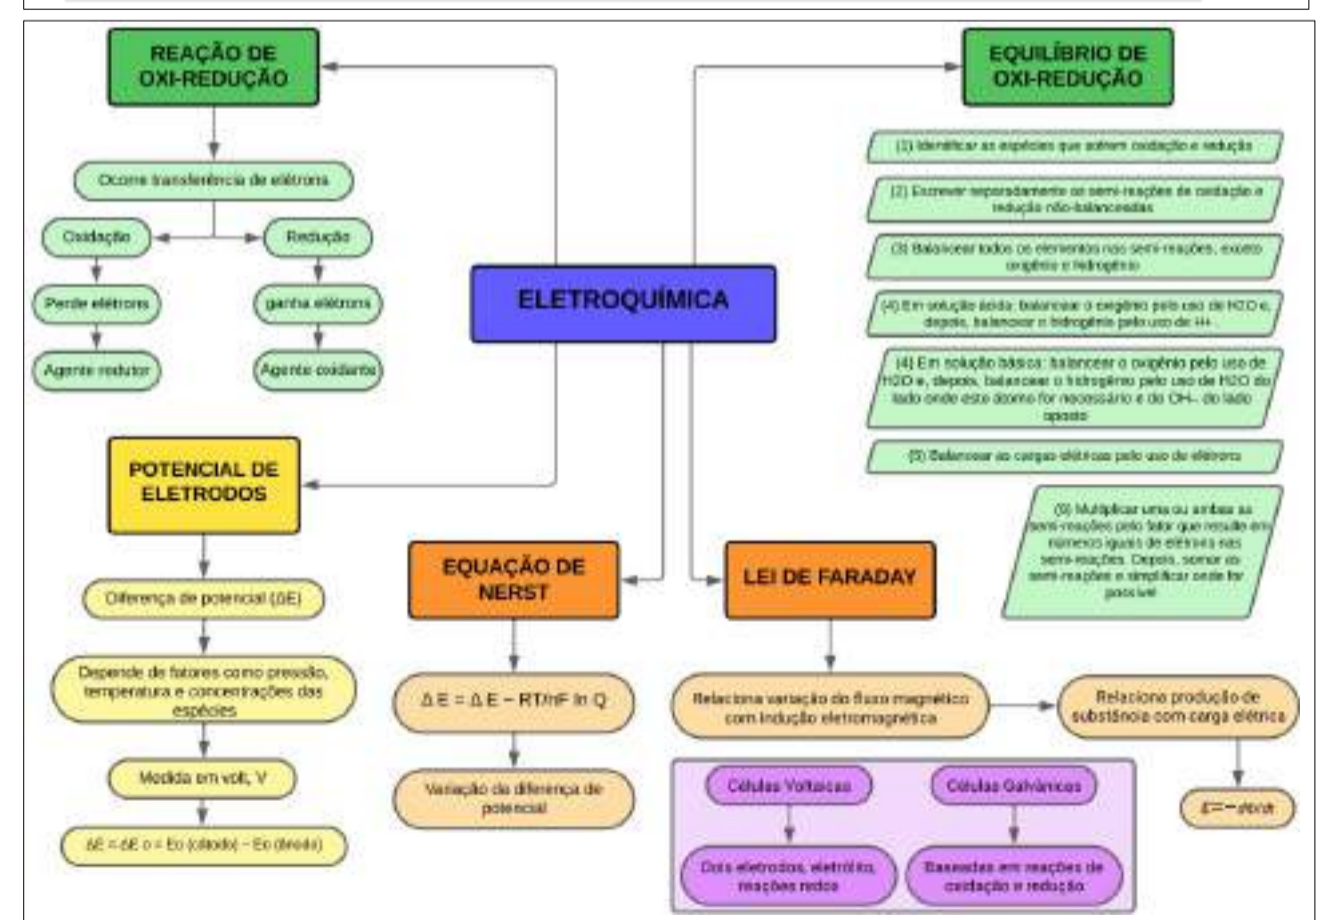 REAÇÃO DE
OXI-REDUÇÃO
Ocorre transferência de elétrons
Oxidação
Redução
Perde elétrons
ganha elétrons
Agente redutor
Agente oxidante
EQUILÍBRIO DE
OXI-REDUÇÃO
(1) Identificar as espécies que sofrem oxidação e redução
(2) Escrever separadamente as semi-reações de oxidação e
redução não-balanceadas
(3) Balancear todos os elementos nas semi-reações, exceto
oxigênio e hidrogênio
(4) Em solução ácida: balancear o oxigênio pelo uso de H2O e,
depois, balancear o hidrogênio pelo uso de H+.
(4) Em solução básica: balancear o oxigênio pelo uso de
H2O e, depois, balancear o hidrogênio pelo uso de H2O do
lado onde este átomo for necessário e do OH- do lado
oposto
(5) Balancear as cargas elétricas pelo uso de elétrons
Multiplicar uma ou ambas as
semi-reações pelo fator que resulte em
números iguais de elétrons nas
semi-reações. Depois, somar as
semi-reações e simplificar onde for
possível
ELETROQUÍMICA
POTENCIAL DE
ELETRODOS
Diferença de potencial (ΔE)
Depende de fatores como pressão,
temperatura e concentrações das
espécies
Medida em volt, V
ΔE = ΔE o = Eo (cátodo) – Eo (ânodo)
EQUAÇÃO DE
NERST
Δ E = Δ E – RT/nF ln Q
Variação da diferença de
potencial
LEI DE FARADAY
Relaciona variação do fluxo magnético
com indução eletromagnética
Relaciona produção de
substância com carga elétrica
Células Voltaicas
Dois eletrodos, eletrólito,
reações redox
Células Galvânicas
Baseadas em reações de
oxidação e redução